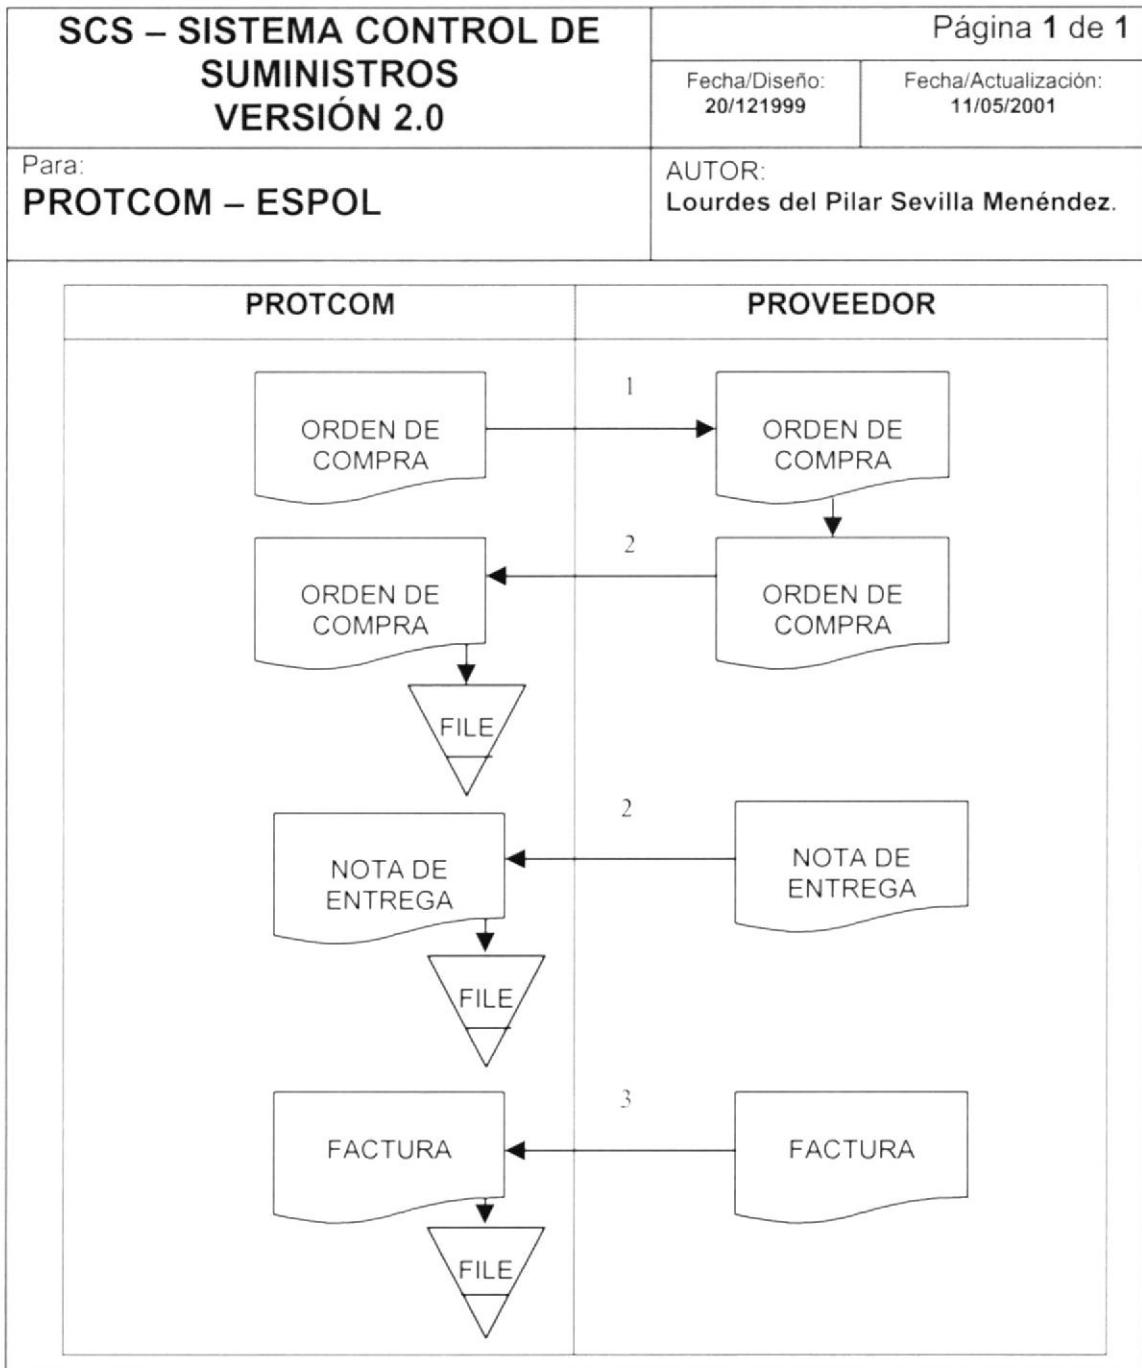 SCS – SISTEMA CONTROL DE
SUMINISTROS
VERSIÓN 2.0
Página 1 de 1
Fecha/Diseño:
20/121999
Fecha/Actualización:
11/05/2001
Para:
PROTCOM – ESPOL
AUTOR:
Lourdes del Pilar Sevilla Menéndez.
PROTCOM
PROVEEDOR
ORDEN DE
COMPRA
1
ORDEN DE
COMPRA
ORDEN DE
COMPRA
2
ORDEN DE
COMPRA
FILE
NOTA DE
ENTREGA
2
NOTA DE
ENTREGA
FILE
FACTURA
3
FACTURA
FILE